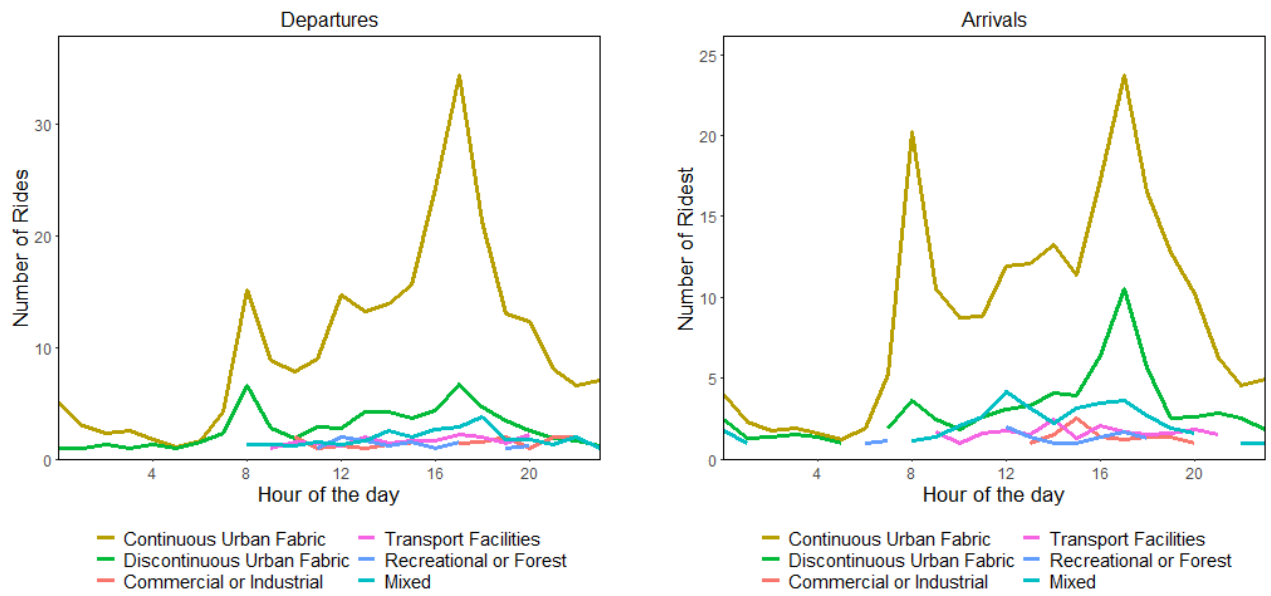 Departures
Number of Rides
30
20
10
0
4
8
12
16
20
Hour of the day
Continuous Urban Fabric
Transport Facilities
Discontinuous Urban Fabric
Recreational or Forest
Commercial or Industrial
Mixed
Arrivals
Number of Ridest
25
20
15
10
5
0
4
8
12
16
20
Hour of the day
Continuous Urban Fabric
Transport Facilities
Discontinuous Urban Fabric
Recreational or Forest
Commercial or Industrial
Mixed